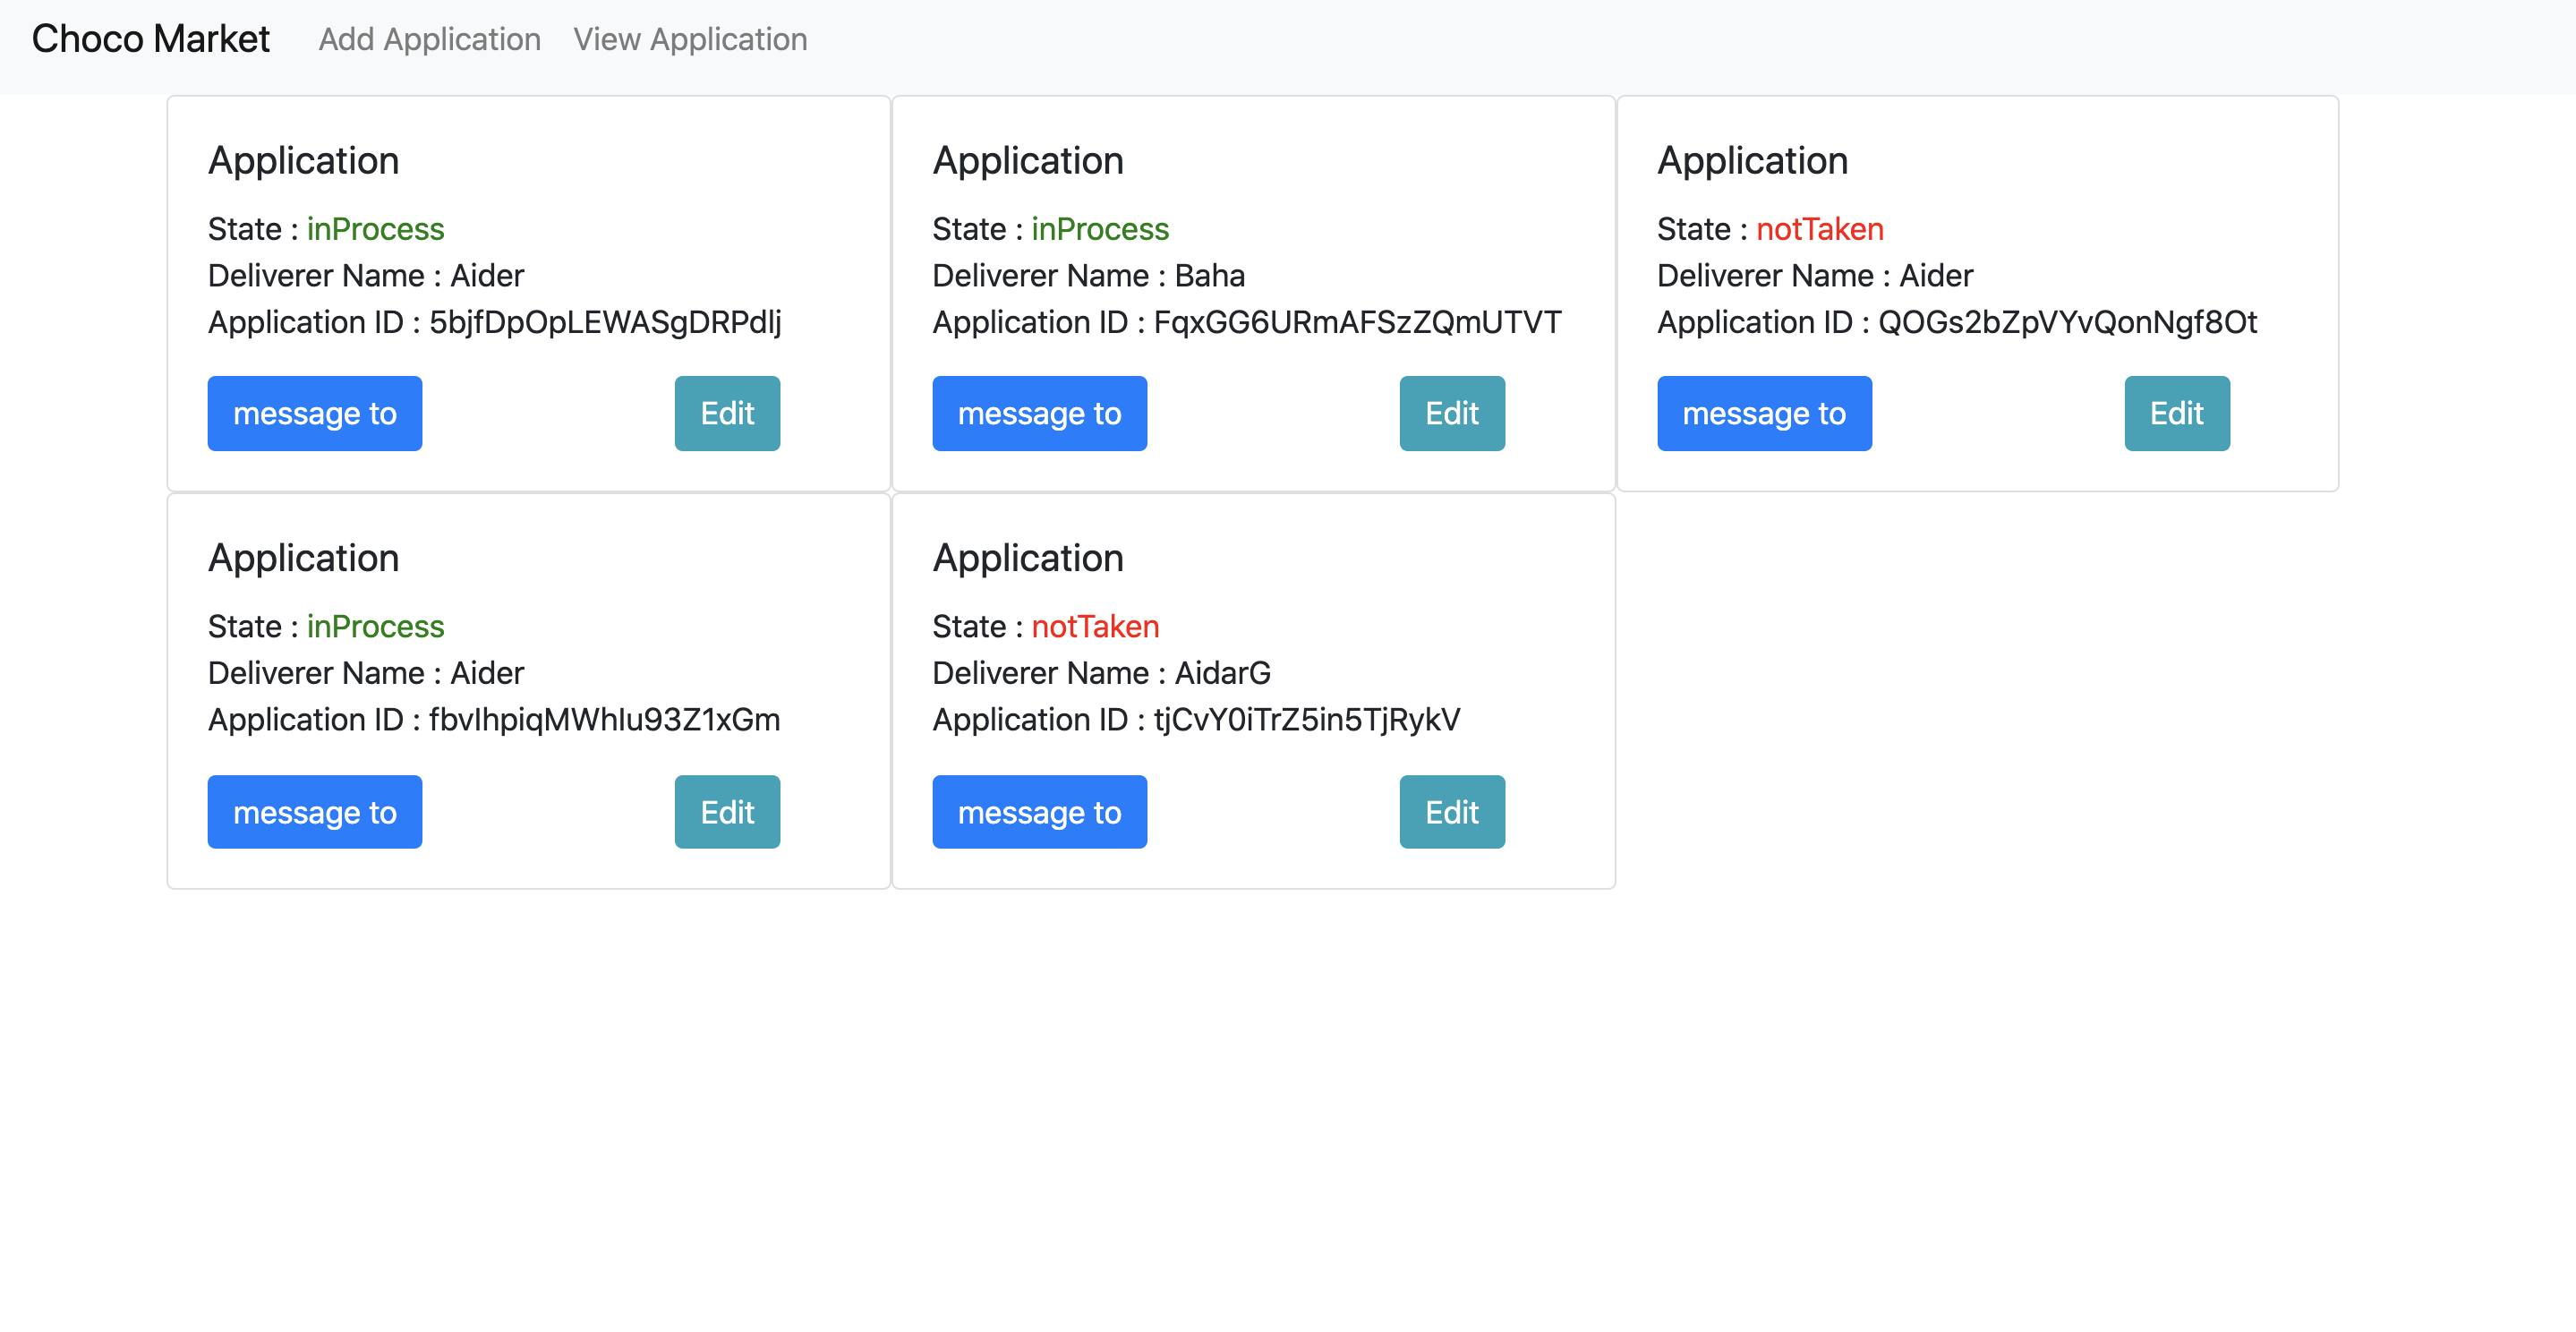 Choco Market Add Application View Application
Application
State : inProcess
Deliverer Name : Aider
Application ID : 5bjfDpOpLEWASgDRPdlj
message to Edit
Application
State : inProcess
Deliverer Name : Baha
Application ID : FqxGG6URmAFSzZQmUTVT
message to Edit
Application
State : notTaken
Deliverer Name : Aider
Application ID : QOGs2bZpVYvQonNgf8Ot
message to Edit
Application
State : inProcess
Deliverer Name : Aider
Application ID : fbvIhpiqMWhIu93Z1xGm
message to Edit
Application
State : notTaken
Deliverer Name : AidarG
Application ID : tjCvY0iTrZ5in5TjRykV
message to Edit